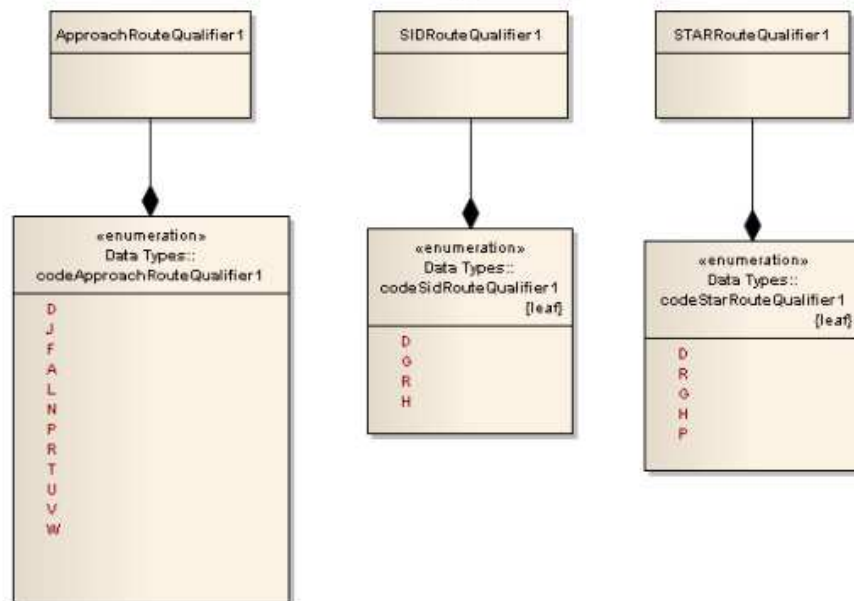 ApproachRouteQualifier1
SIDRouteQualifier1
STARRouteQualifier1
«enumeration»
Data Types::
codeApproachRouteQualifier1
D
J
F
A
L
N
P
R
T
U
V
W
«enumeration»
Data Types::
codeSidRouteQualifier1
{leaf}
D
G
R
H
«enumeration»
Data Types::
codeStarRouteQualifier1
{leaf}
D
R
G
H
P